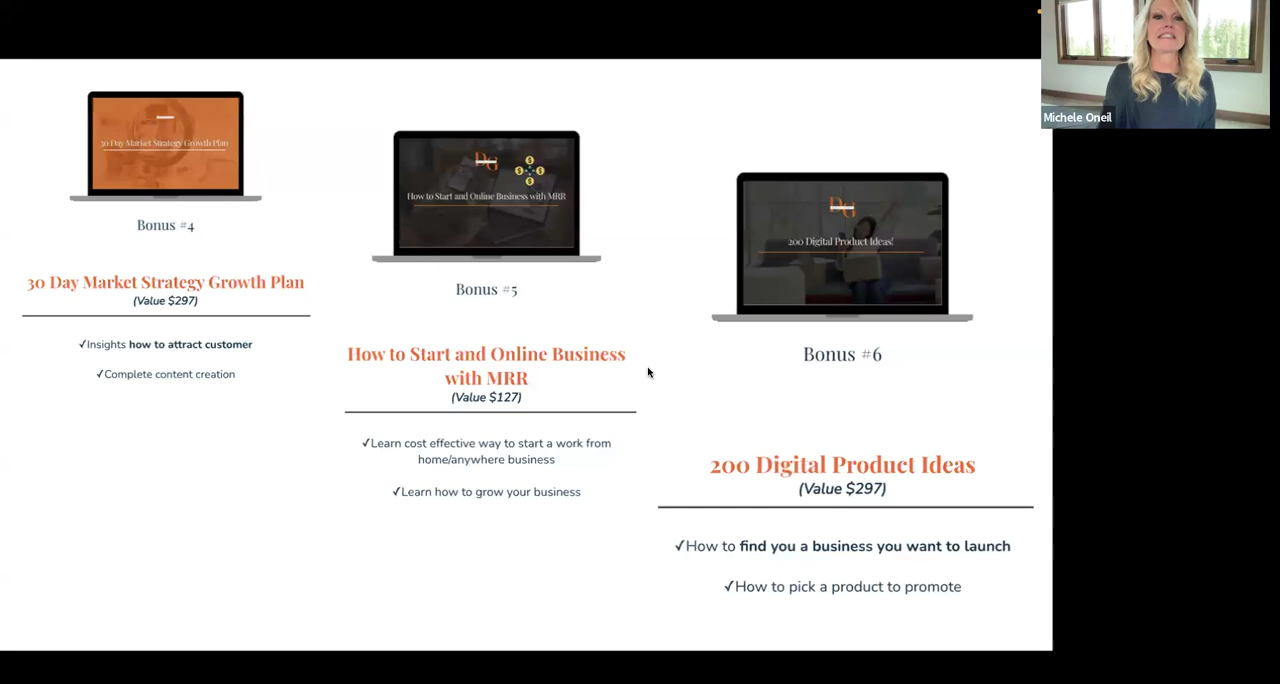 Michele Oneil
30 Day Market Strategy Growth Plan
Bonus #4
30 Day Market Strategy Growth Plan
(Value $297)
✓Insights how to attract customer
✓Complete content creation
DG
$
$ $
$
How to Start and Online Business with MRR
Bonus #5
How to Start and Online Business
with MRR
(Value $127)
✓Learn cost effective way to start a work from
home/anywhere business
✓Learn how to grow your business
DG
200 Digital Product Ideas!
Bonus #6
200 Digital Product Ideas
(Value $297)
✓How to find you a business you want to launch
✓How to pick a product to promote